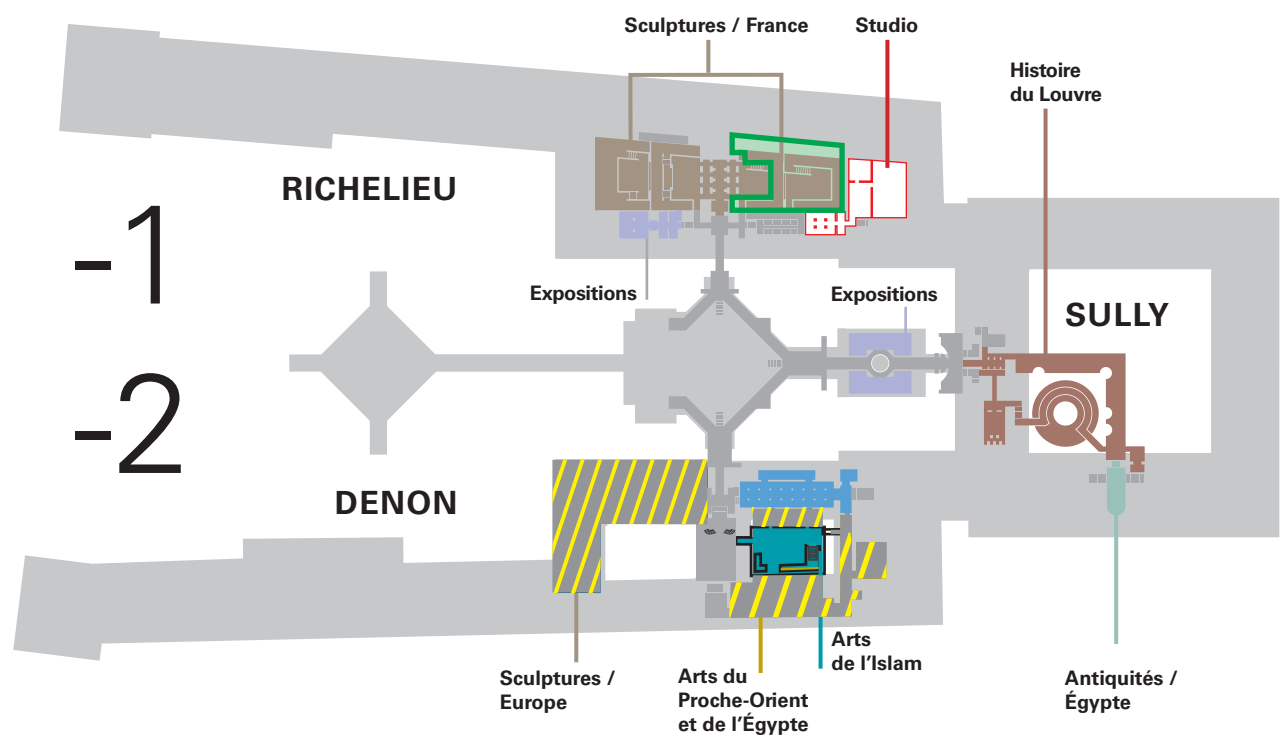 Sculptures / France
Studio
Histoire
du Louvre
RICHELIEU
-1
Expositions
Expositions
SULLY
-2
DENON
Sculptures /
Europe
Arts du
Proche-Orient
et de l'Égypte
Arts
de l'Islam
Antiquités /
Égypte